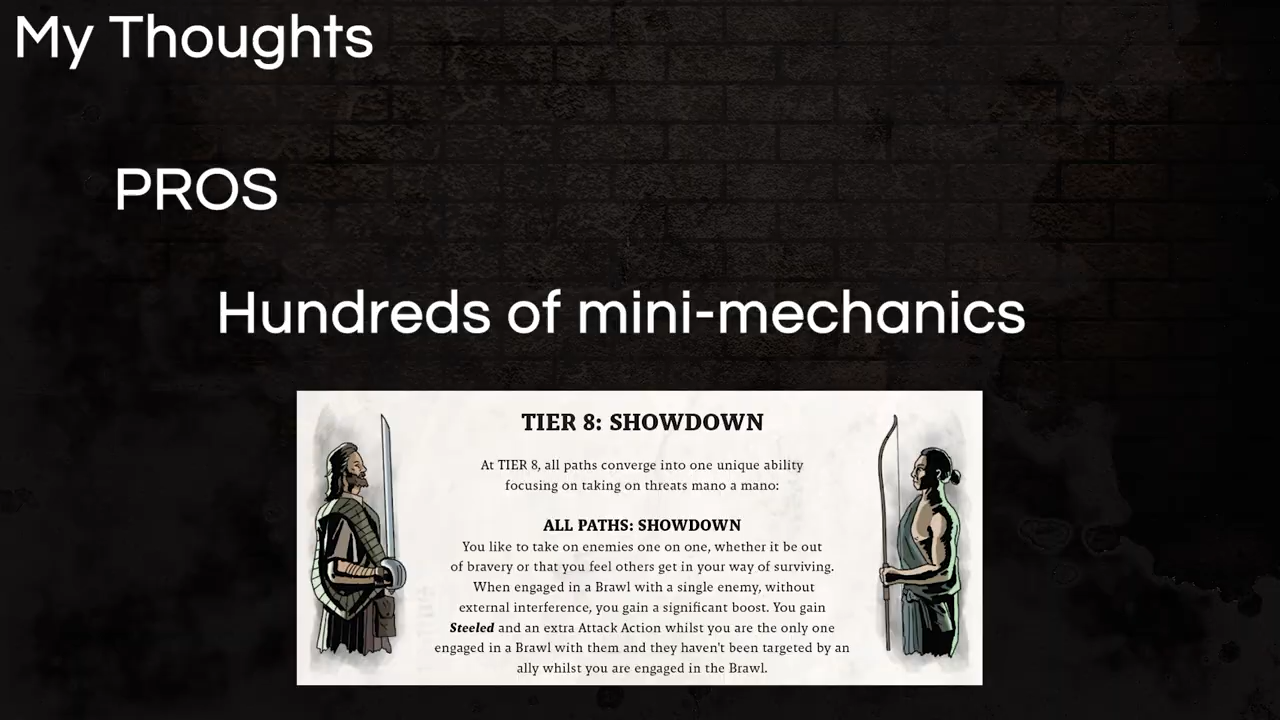 My Thoughts
PROS
Hundreds of mini-mechanics
TIER 8: SHOWDOWN
At TIER 8, all paths converge into one unique ability
focusing on taking on threats mano a mano:
ALL PATHS: SHOWDOWN
You like to take on enemies one on one, whether it be out
of bravery or that you feel others get in your way of surviving.
When engaged in a Brawl with a single enemy, without
external interference, you gain a significant boost. You gain
Steeled and an extra Attack Action whilst you are the only one
engaged in a Brawl with them and they haven't been targeted by an
ally whilst you are engaged in the Brawl.